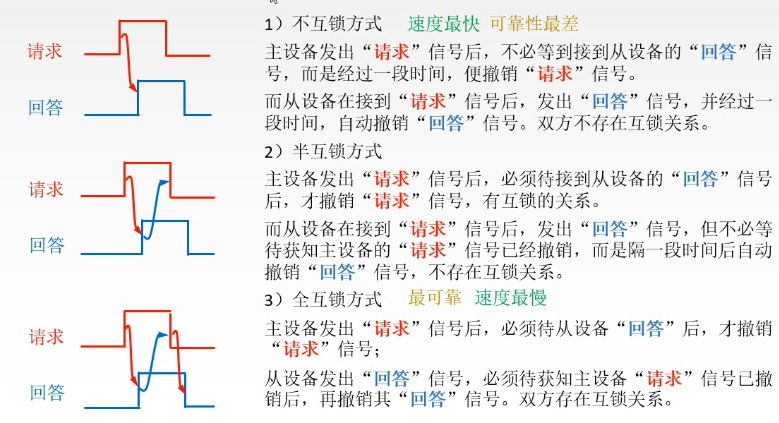 1）不互锁方式 速度最快 可靠性最差
请求
主设备发出“请求”信号后，不必等到接到从设备的“回答”信
号，而是经过一段时间，便撤销“请求”信号。
回答
而从设备在接到“请求”信号后，发出“回答”信号，并经过一
段时间，自动撤销“回答”信号。双方不存在互锁关系。
2）半互锁方式
请求
主设备发出“请求”信号后，必须待接到从设备的“回答”信号
后，才撤销“请求”信号，有互锁的关系。
回答
而从设备在接到“请求”信号后，发出“回答”信号，但不必等
待获知主设备的“请求”信号已经撤销，而是隔一段时间后自动
撤销“回答”信号，不存在互锁关系。
3）全互锁方式 最可靠 速度最慢
请求
主设备发出“请求”信号后，必须待从设备“回答”后，才撤销
“请求”信号；
回答
从设备发出“回答”信号，必须待获知主设备“请求”信号已撤
销后，再撤销其“回答”信号。双方存在互锁关系。